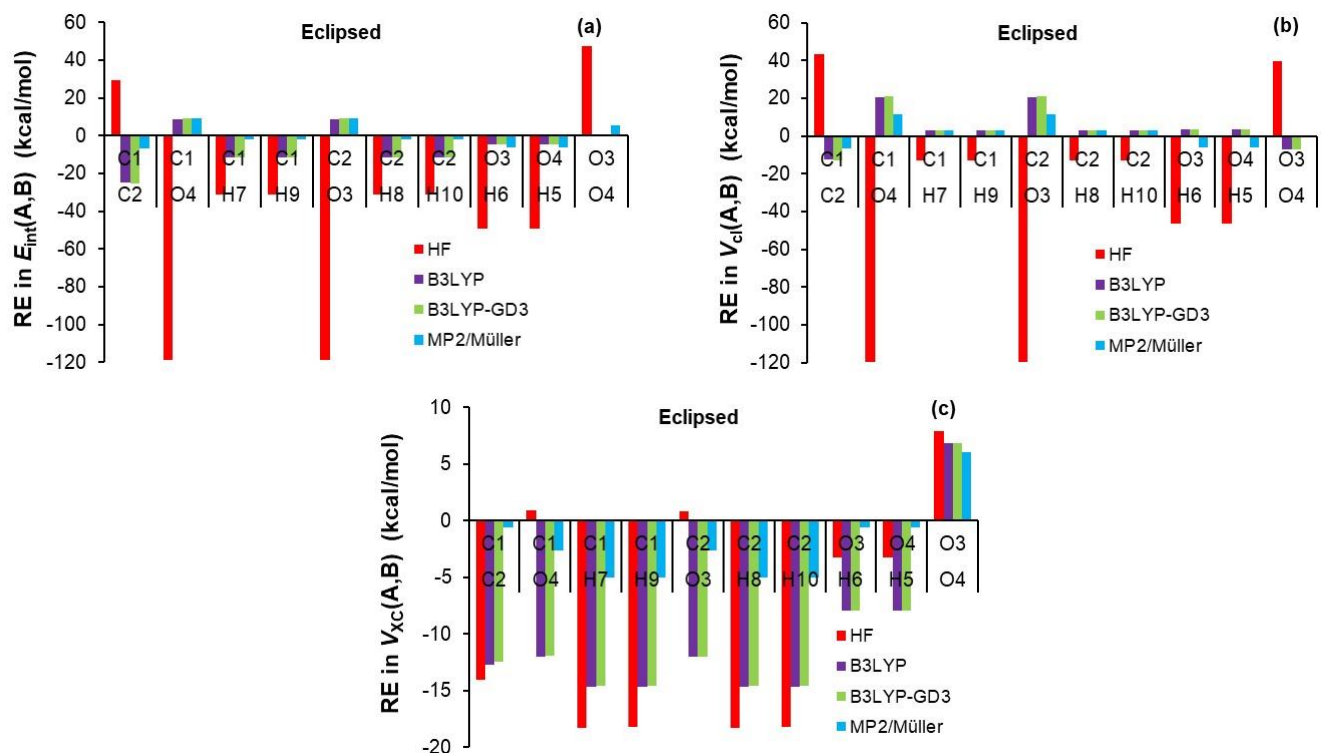 (a)
Eclipsed
RE in Eint(A,B) (kcal/mol)
60
40
20
0
-20
-40
-60
-80
-100
-120
C1 C1 C1 C1 C2 C2 C2 O3 O4 O3
C2 O4 H7 H9 O3 H8 H10 H6 H5 O4
HF
B3LYP
B3LYP-GD3
MP2/Müller
(b)
Eclipsed
RE in Vcl(A,B) (kcal/mol)
60
40
20
0
-20
-40
-60
-80
-100
-120
C1 C1 C1 C1 C2 C2 C2 O3 O4 O3
C2 O4 H7 H9 O3 H8 H10 H6 H5 O4
HF
B3LYP
B3LYP-GD3
MP2/Müller
(c)
Eclipsed
RE in VXC(A,B) (kcal/mol)
10
5
0
-5
-10
-15
-20
C1 C1 C1 C1 C2 C2 C2 O3 O4 O3
C2 O4 H7 H9 O3 H8 H10 H6 H5 O4
HF
B3LYP
B3LYP-GD3
MP2/Müller